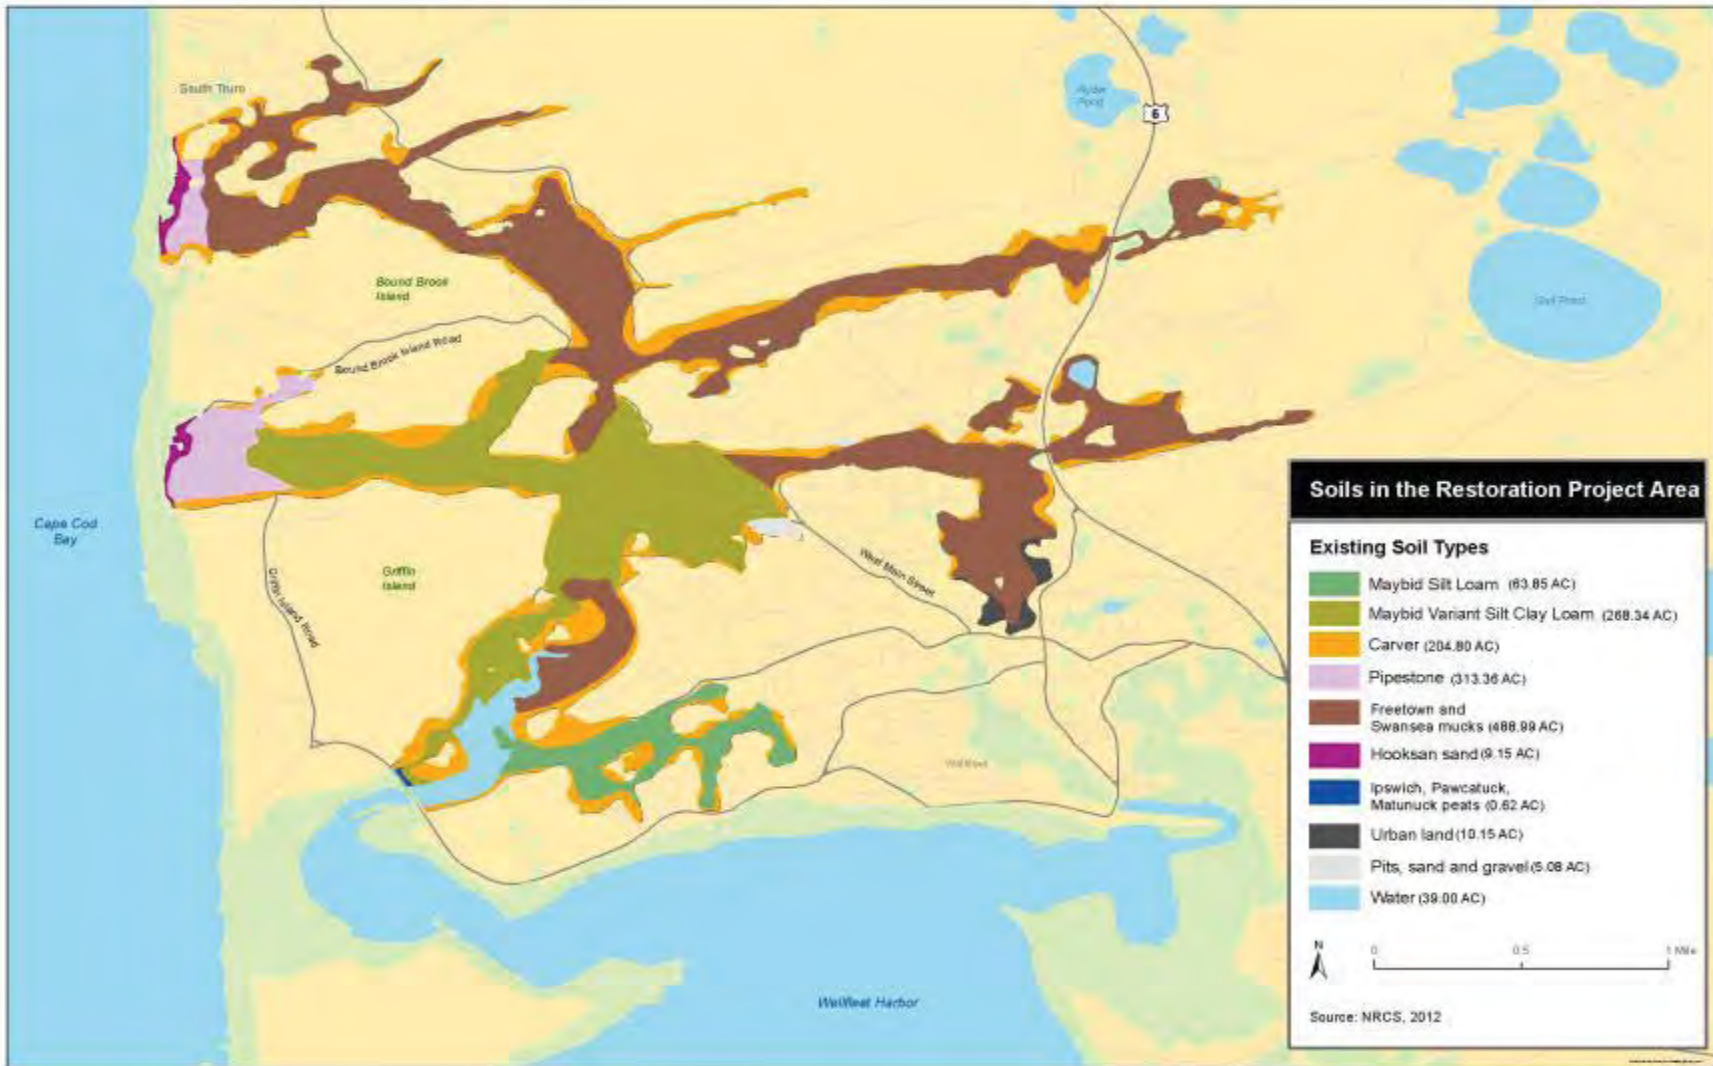 South Truro
Ryder
Pond
6
Bound Brook
Island
Gull Pond
Bound Brook Island Road
Cape Cod
Bay
Griffin
Island
Griffin Island Road
West Main Street
Wellfleet
Wellfleet Harbor
Soils in the Restoration Project Area
Existing Soil Types
Maybid Silt Loam (63.85 AC)
Maybid Variant Silt Clay Loam (268.34 AC)
Carver (204.80 AC)
Pipestone (313.36 AC)
Freetown and
Swansea mucks (488.99 AC)
Hooksan sand (9.15 AC)
Ipswich, Pawcatuck,
Matunuck peats (0.62 AC)
Urban land (10.15 AC)
Pits, sand and gravel (5.08 AC)
Water (39.00 AC)
N
0 0.5 1 Mile
Source: NRCS, 2012